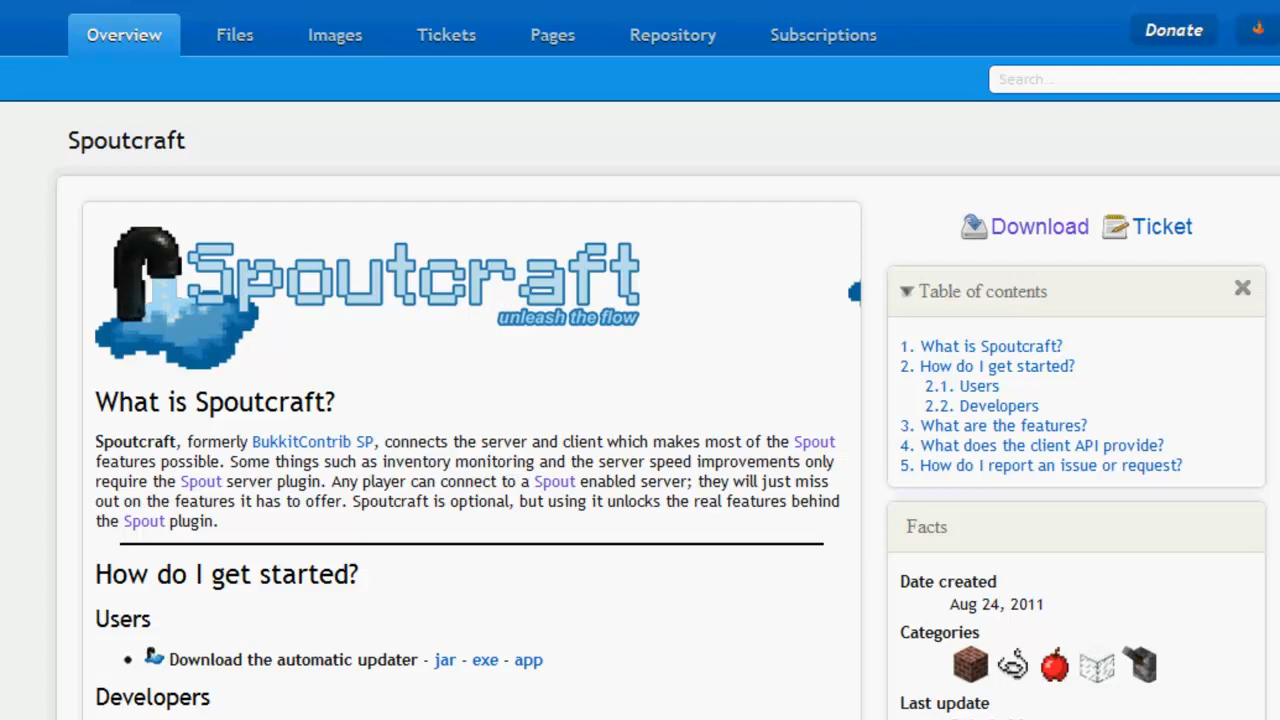 Overview Files Images Tickets Pages Repository Subscriptions Donate
Search...
Spoutcraft
Spoutcraft
unleash the flow
What is Spoutcraft?
Spoutcraft, formerly BukkitContrib SP, connects the server and client which makes most of the Spout
features possible. Some things such as inventory monitoring and the server speed improvements only
require the Spout server plugin. Any player can connect to a Spout enabled server; they will just miss
out on the features it has to offer. Spoutcraft is optional, but using it unlocks the real features behind
the Spout plugin.
How do I get started?
Users
• Download the automatic updater - jar - exe - app
Developers
Download Ticket
Table of contents
1. What is Spoutcraft?
2. How do I get started?
2.1. Users
2.2. Developers
3. What are the features?
4. What does the client API provide?
5. How do I report an issue or request?
Facts
Date created
Aug 24, 2011
Categories
Last update